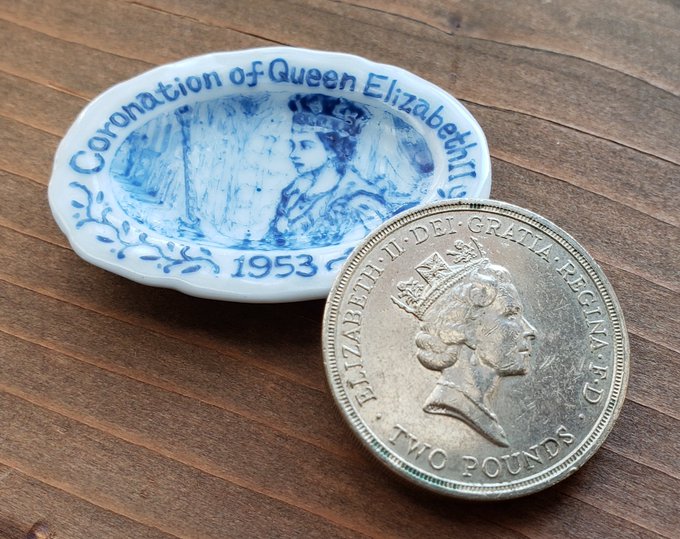 Coronation of Queen Elizabeth II
1953
ELIZABETH·II·DEI·GRATIA·REGINA·F·D·
TWO POUNDS